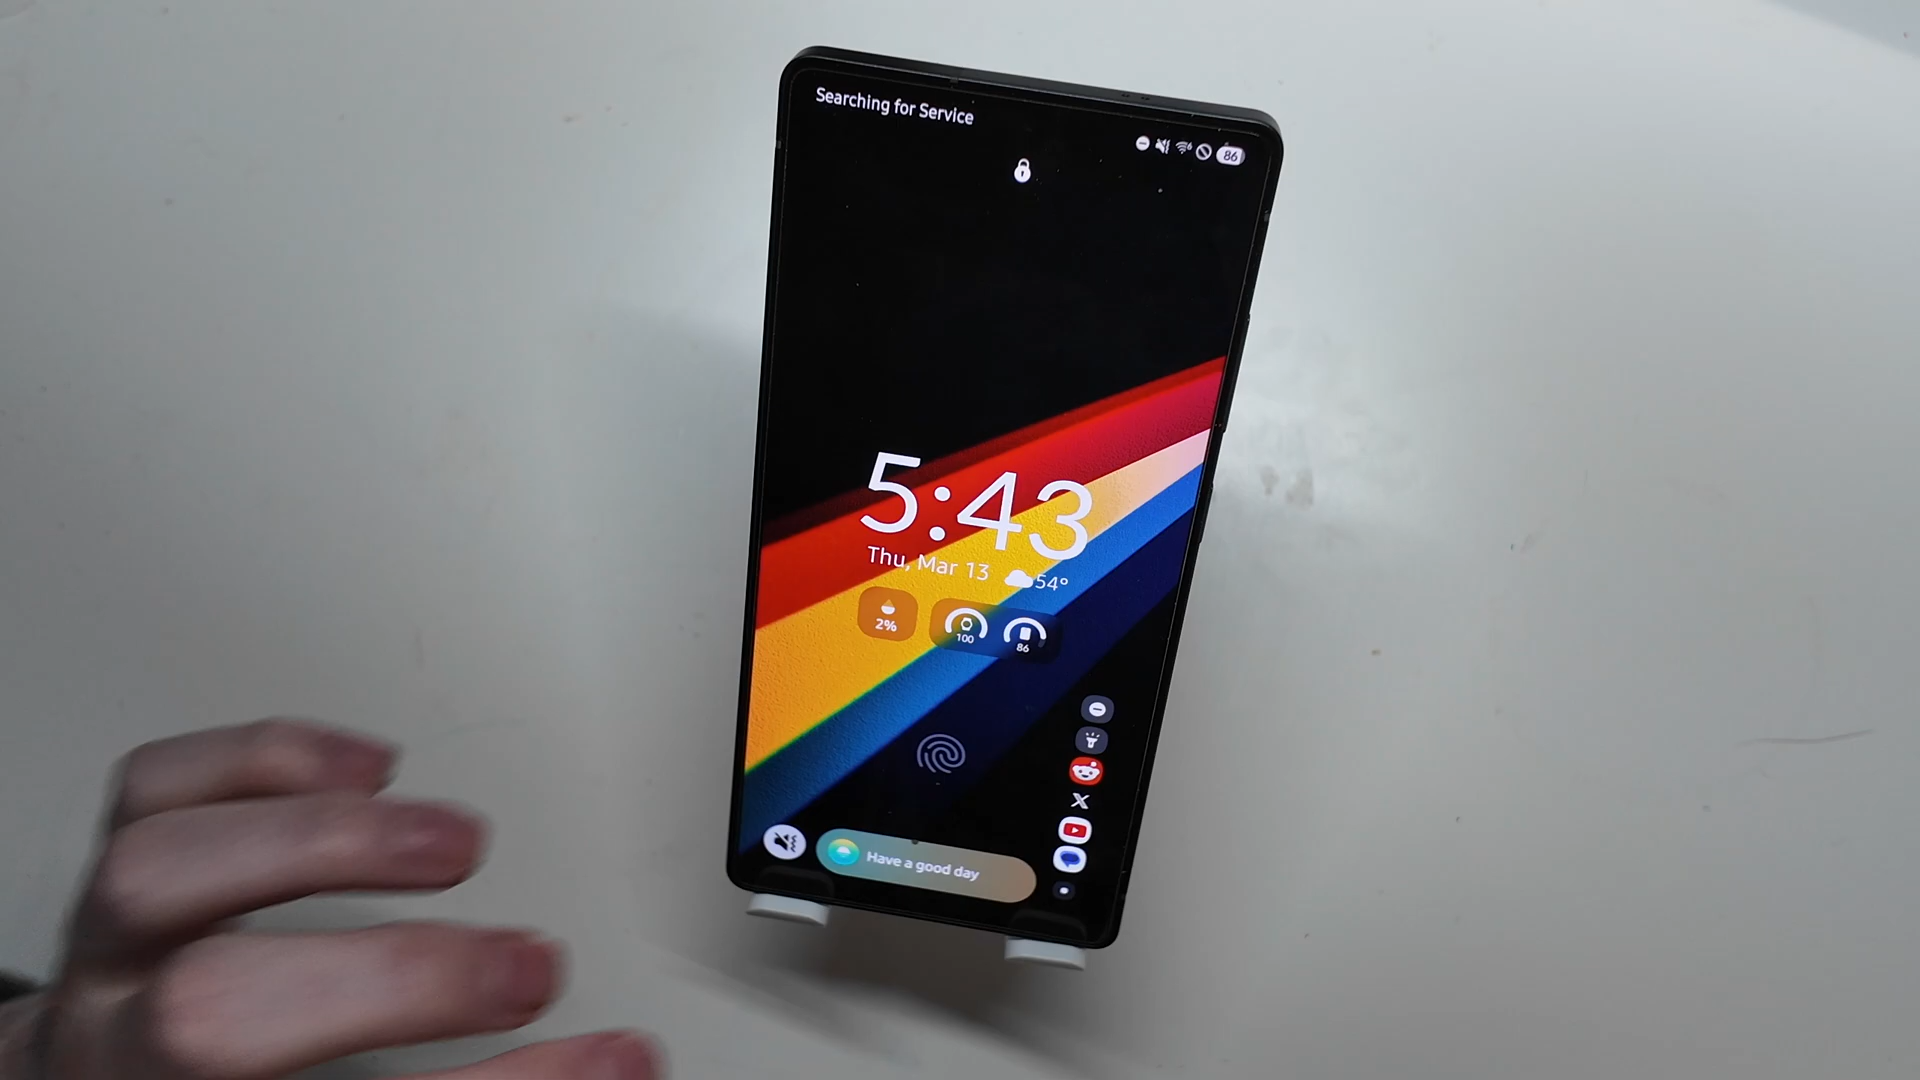 Searching for Service
86
5:43
Thu, Mar 13 54°
2%
100
86
Have a good day